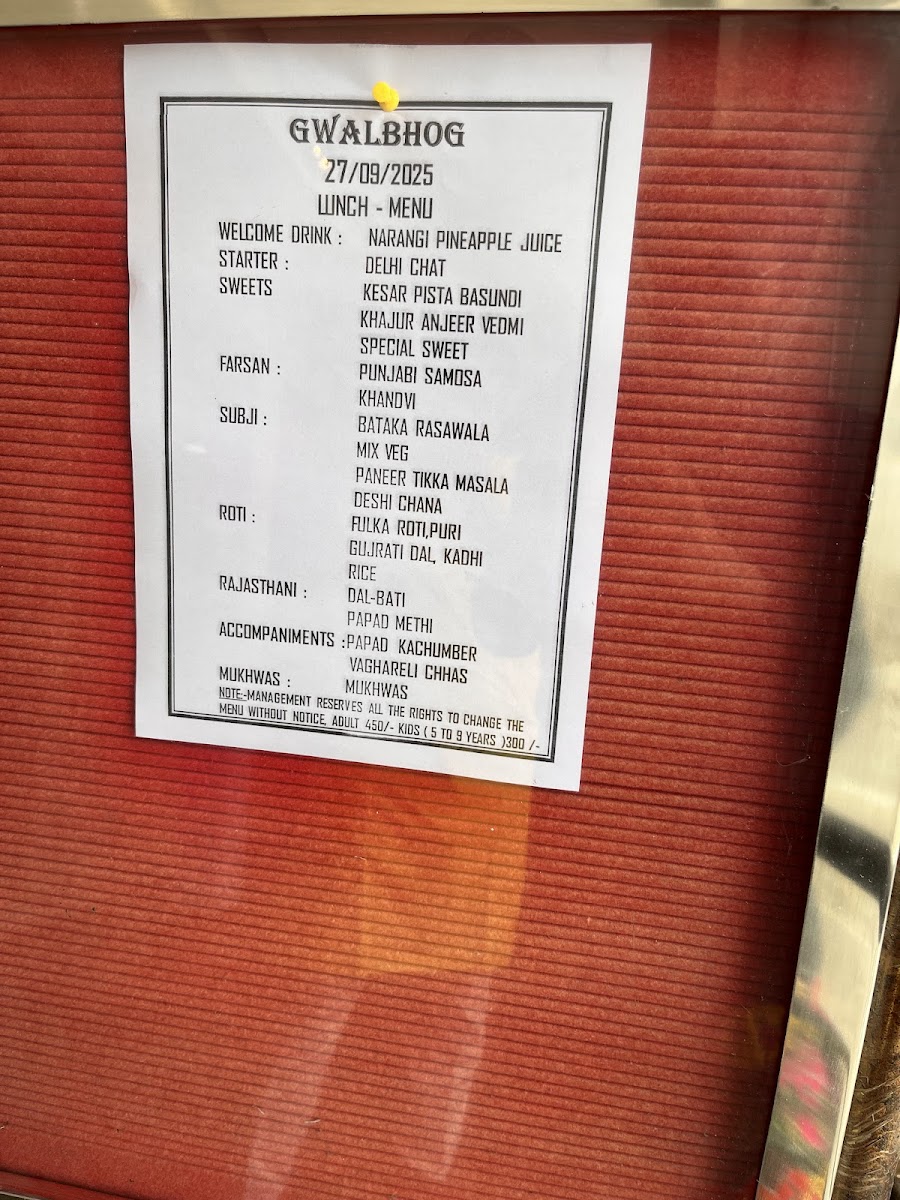 GWALBHOG
27/09/2025
LUNCH - MENU
WELCOME DRINK : NARANGI PINEAPPLE JUICE
STARTER : DELHI CHAT
SWEETS KESAR PISTA BASUNDI
KHAJUR ANJEER VEDMI
SPECIAL SWEET
FARSAN : PUNJABI SAMOSA
KHANDVI
SUBJI : BATAKA RASAWALA
MIX VEG
PANEER TIKKA MASALA
DESHI CHANA
ROTI : FULKA ROTI,PURI
GUJRATI DAL, KADHI
RICE
RAJASTHANI : DAL-BATI
PAPAD METHI
ACCOMPANIMENTS :PAPAD KACHUMBER
VAGHARELI CHHAS
MUKHWAS : MUKHWAS
NOTE:-MANAGEMENT RESERVES ALL THE RIGHTS TO CHANGE THE
MENU WITHOUT NOTICE, ADULT 450/- KIDS ( 5 TO 9 YEARS )300 /-